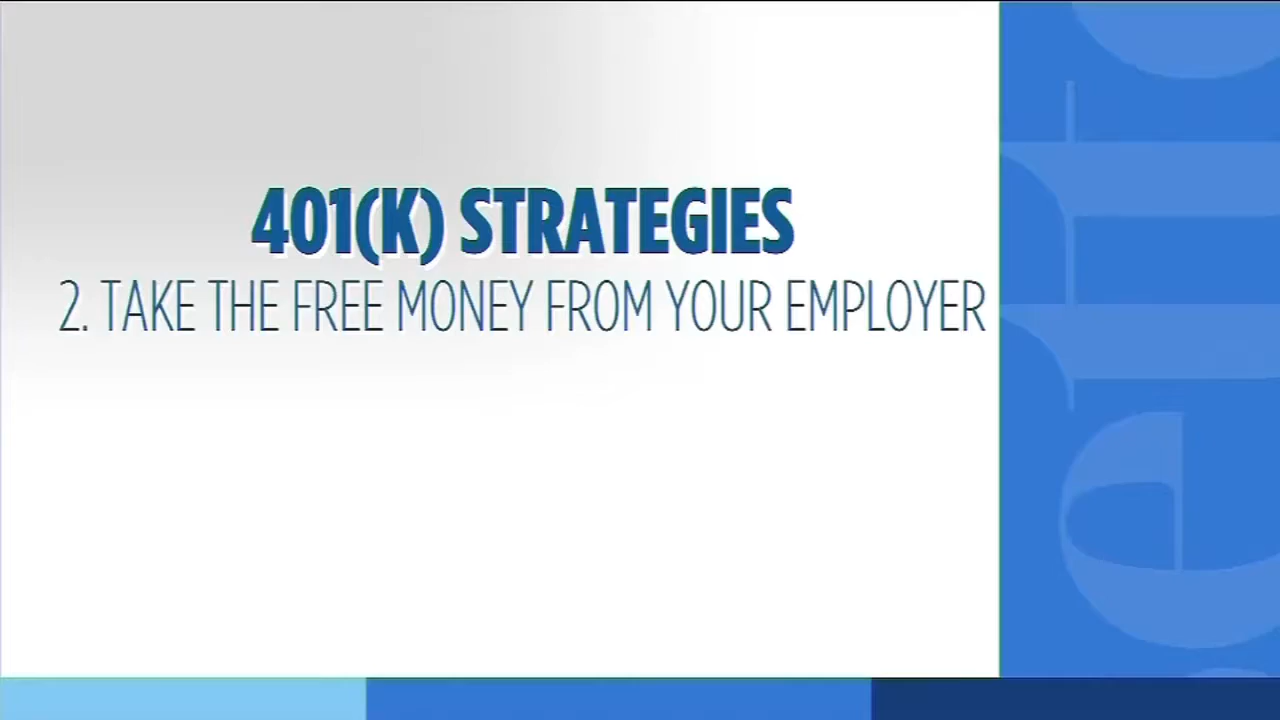 401(K) STRATEGIES
2. TAKE THE FREE MONEY FROM YOUR EMPLOYER